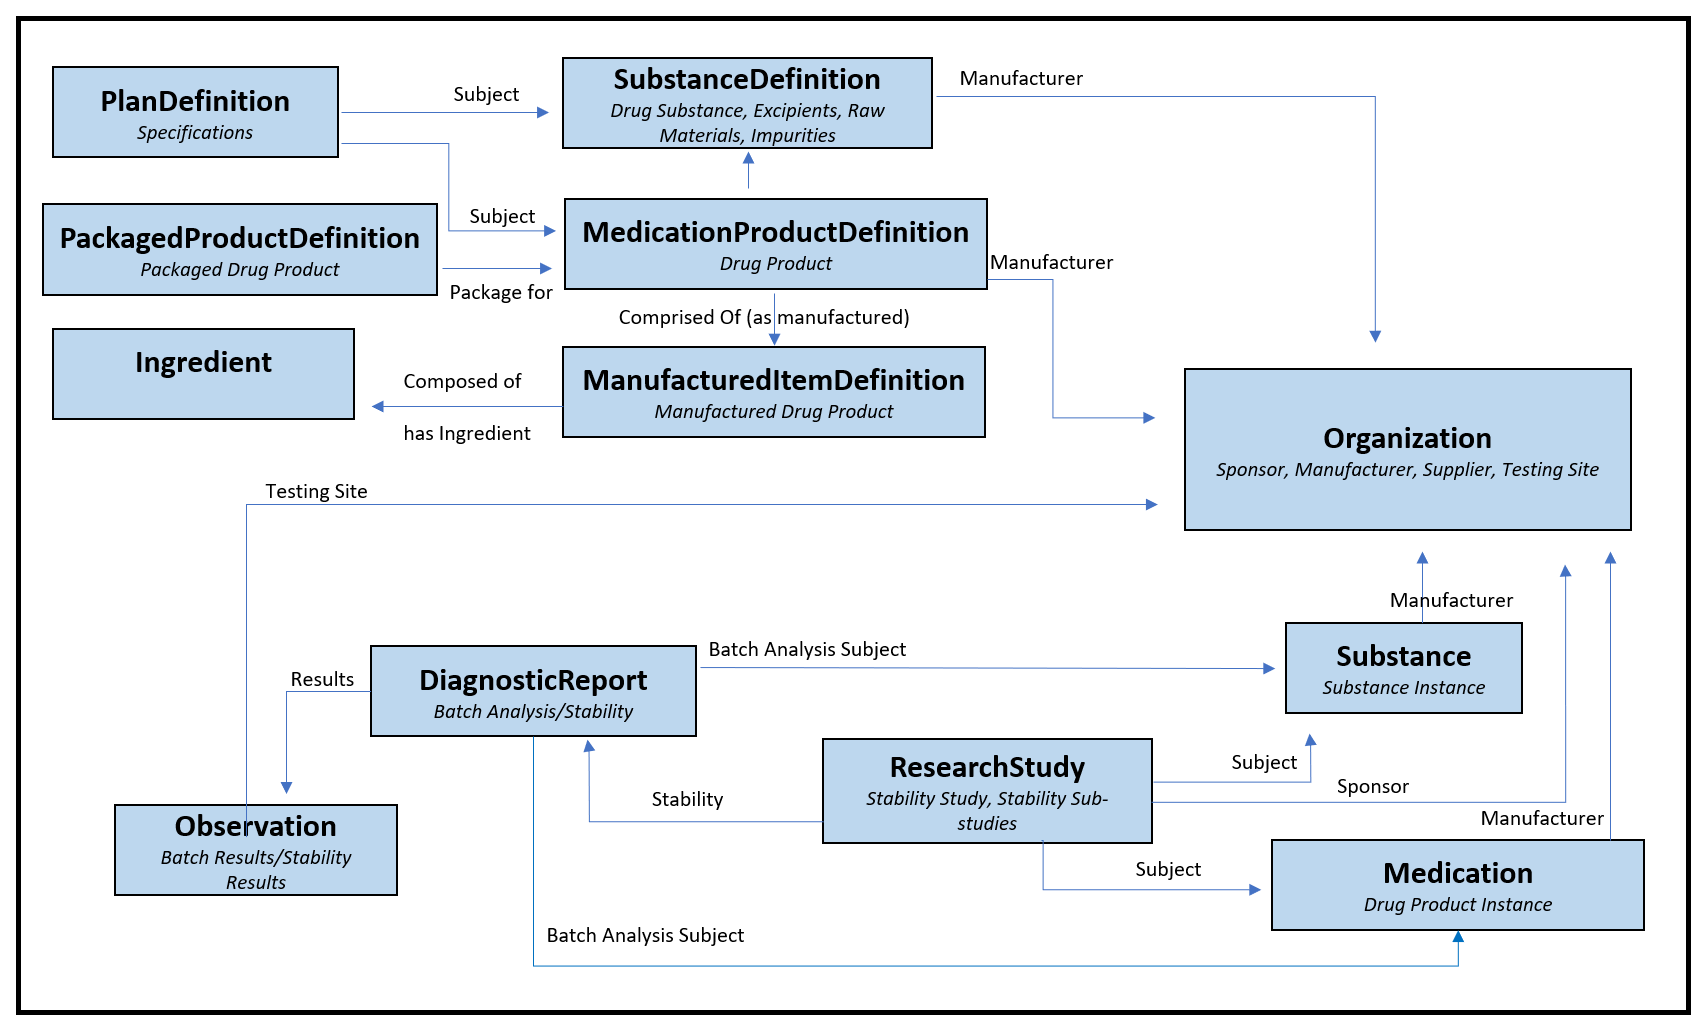 PlanDefinition
Specifications
Subject
SubstanceDefinition
Drug Substance, Excipients, Raw
Materials, Impurities
Manufacturer
PackagedProductDefinition
Packaged Drug Product
Subject
Package for
MedicationProductDefinition
Drug Product
Manufacturer
Comprised Of (as manufactured)
Ingredient
Composed of
has Ingredient
ManufacturedItemDefinition
Manufactured Drug Product
Organization
Sponsor, Manufacturer, Supplier, Testing Site
Testing Site
Manufacturer
Batch Analysis Subject
Substance
Substance Instance
Results
DiagnosticReport
Batch Analysis/Stability
Stability
ResearchStudy
Stability Study, Stability Sub-
studies
Subject
Sponsor
Manufacturer
Observation
Batch Results/Stability
Results
Subject
Medication
Drug Product Instance
Batch Analysis Subject